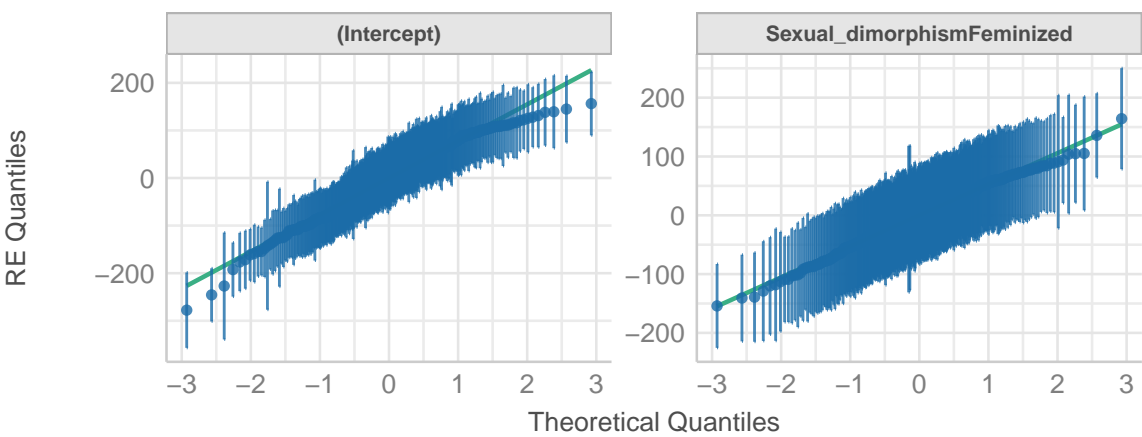 (Intercept)
Sexual_dimorphismFeminized
RE Quantiles
200
0
−200
−3 −2 −1 0 1 2 3
200
100
0
−100
−200
−3 −2 −1 0 1 2 3
Theoretical Quantiles